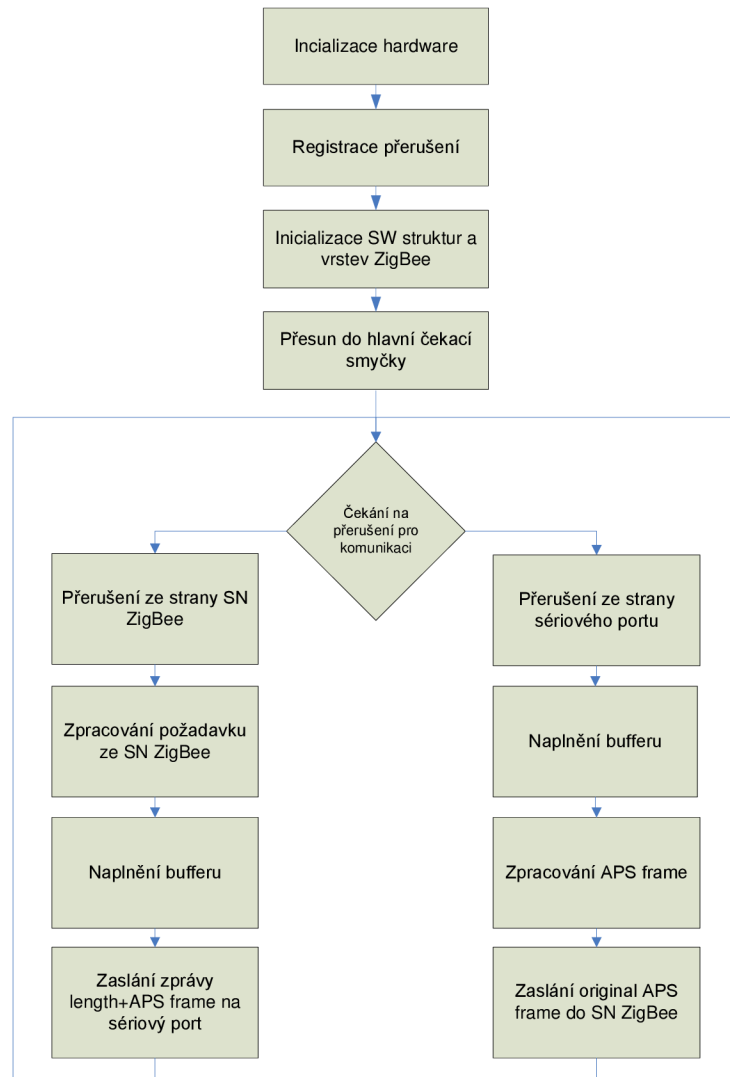 Incializace hardware
Registrace přerušení
Inicializace SW struktur a
vrstev ZigBee
Přesun do hlavní čekací
smyčky
Čekání na
přerušení pro
komunikaci
Přerušení ze strany SN
ZigBee
Zpracování požadavku
ze SN ZigBee
Naplnění bufferu
Zaslání zprávy
length+APS frame na
sériový port
Přerušení ze strany
sériového portu
Naplnění bufferu
Zpracování APS frame
Zaslání original APS
frame do SN ZigBee